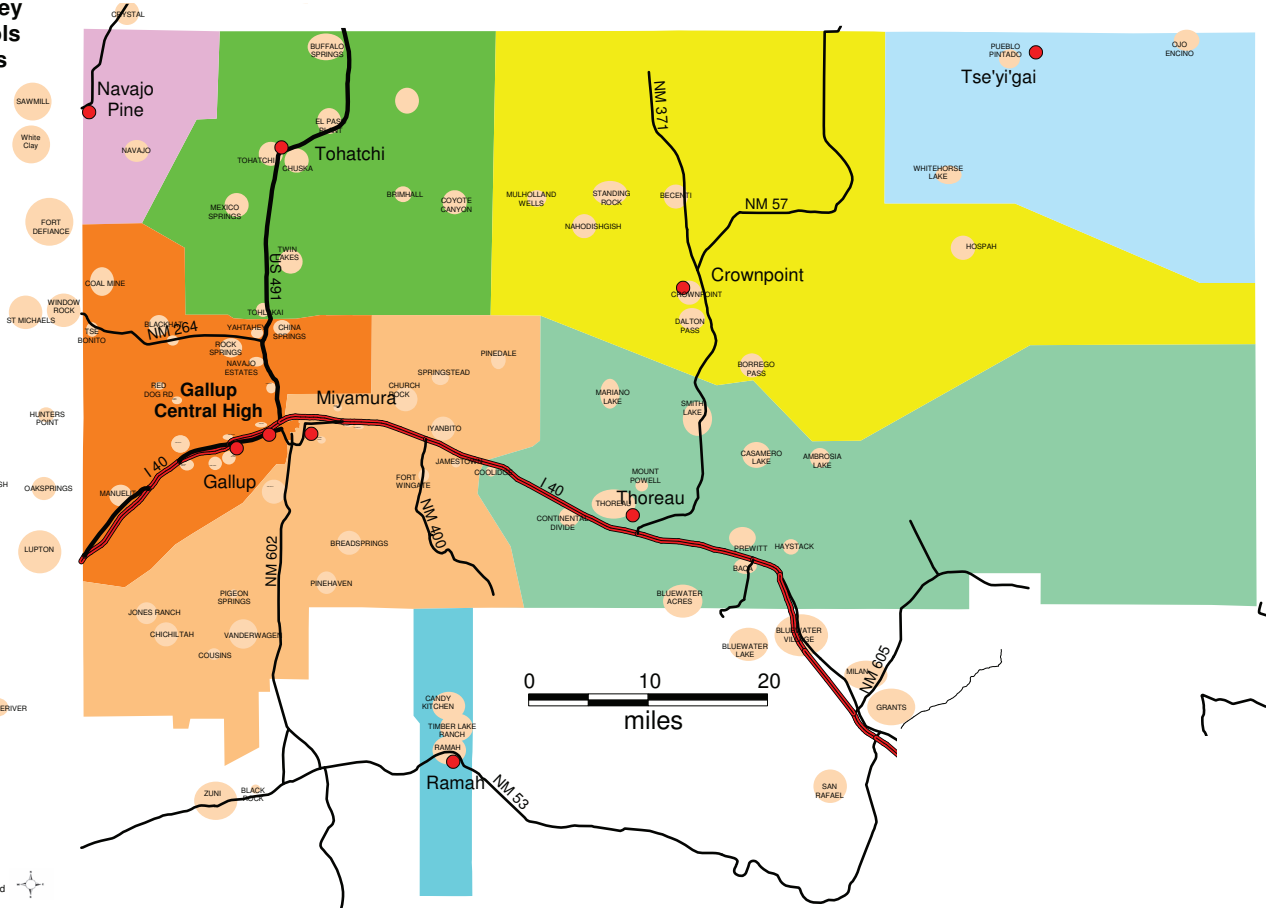 ey
ols
s
CRYSTAL
BUFFALO
SPRINGS
PUEBLO
PINTADO
OJO
ENCINO
Tse'yi'gai
Navajo
Pine
SAWMILL
White
Clay
NAVAJO
NM 371
EL PASO
PLANT
TOHATCHI
CHUSKA
Tohatchi
WHITEHORSE
LAKE
BRIMHALL
COYOTE
CANYON
MULHOLLAND
WELLS
STANDING
ROCK
BECENTI
NM 57
MEXICO
SPRINGS
FORT
DEFIANCE
NAHODISHGISH
HOSPAH
TWIN
LAKES
US 491
COAL MINE
Crownpoint
CROWNPOINT
WINDOW
ROCK
ST MICHAELS
TSE
BONITO
BLACKHAT
NM 264
TOHLAKAI
YAHTAHEY
CHINA
SPRINGS
DALTON
PASS
ROCK
SPRINGS
NAVAJO
ESTATES
PINEDALE
SPRINGSTEAD
BORREGO
PASS
RED
DOG RD
Gallup
Central High
CHURCH
ROCK
Miyamura
MARIANO
LAKE
SMITH
LAKE
HUNTERS
POINT
IYANBITO
I 40
JAMESTOWN
COOLIDGE
CASAMERO
LAKE
AMBROSIA
LAKE
SH
OAKSPRINGS
MANUELITO
Gallup
FORT
WINGATE
NM 400
I 40
MOUNT
POWELL
THOREAU
Thoreau
CONTINENTAL
DIVIDE
LUPTON
NM 602
BREADSPRINGS
PREWITT
HAYSTACK
BACA
PINEHAVEN
PIGEON
SPRINGS
BLUEWATER
ACRES
JONES RANCH
CHICHILTAH
VANDERWAGEN
COUSINS
BLUEWATER
LAKE
BLUEWATER
VILLAGE
MILAN
NM 605
GRANTS
0
10
20
miles
ERIVER
CANDY
KITCHEN
TIMBER LAKE
RANCH
RAMAH
Ramah
NM 53
ZUNI
BLACK
ROCK
SAN
RAFAEL
d